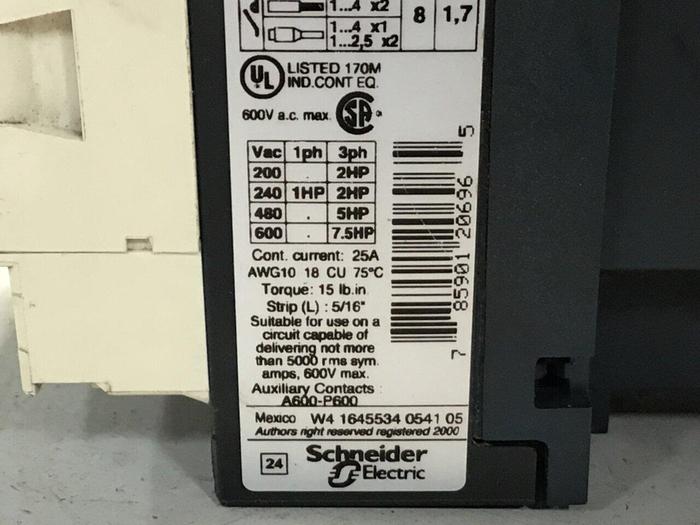 1...4 x2
1...4 x1
1...2,5 x2
8 1,7
UL LISTED 170M
IND.CONT EQ.
600V a.c. max. SA
Vac 1ph 3ph
200 . 2HP
240 1HP 2HP
480 . 5HP
600 . 7.5HP
Cont. current: 25A
AWG10 18 CU 75°C
Torque: 15 lb.in
Strip (L) : 5/16"
Suitable for use on a
circuit capable of
delivering not more
than 5000 rms sym.
amps, 600V max.
Auxiliary Contacts :
A600-P600
7 85901 20696 5
Mexico W4 1645534 0541 05
Authors right reserved registered 2000
24 Schneider
Electric